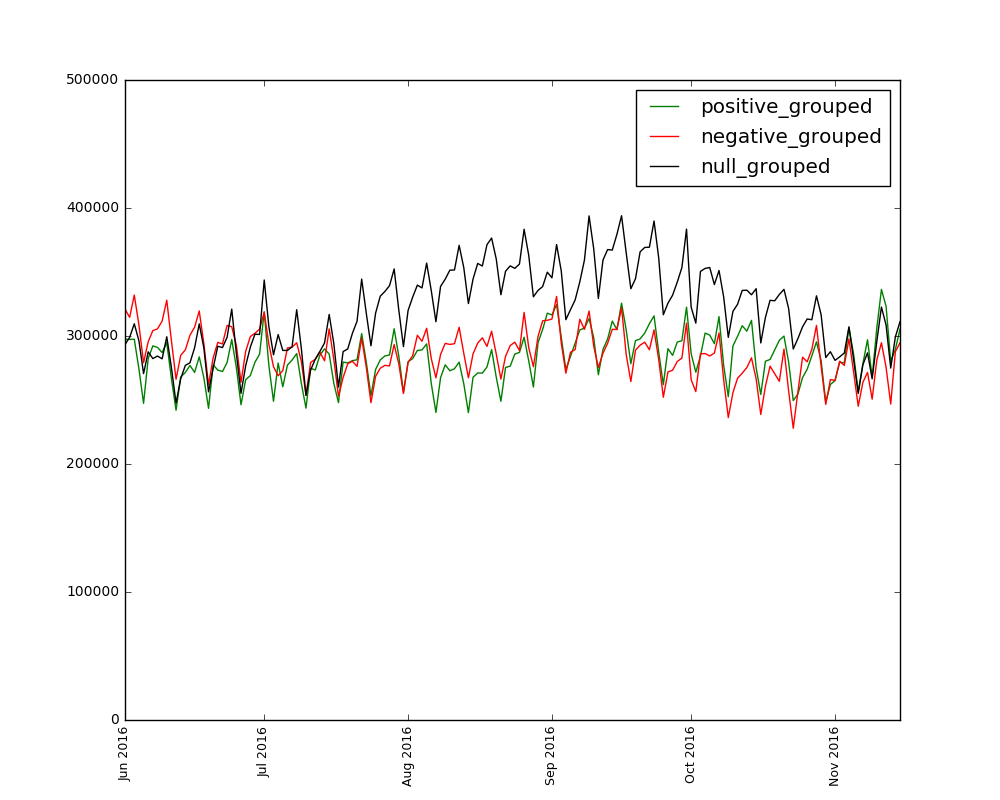 500000
400000
300000
200000
100000
0
positive_grouped
negative_grouped
null_grouped
Jun 2016
Jul 2016
Aug 2016
Sep 2016
Oct 2016
Nov 2016